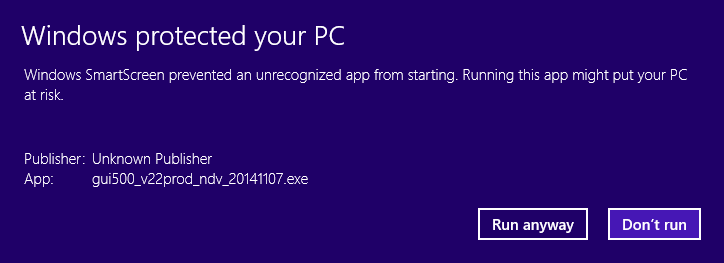 Windows protected your PC
Windows SmartScreen prevented an unrecognized app from starting. Running this app might put your PC
at risk.
Publisher: Unknown Publisher
App: gui500_v22prod_ndv_20141107.exe
Run anyway
Don't run